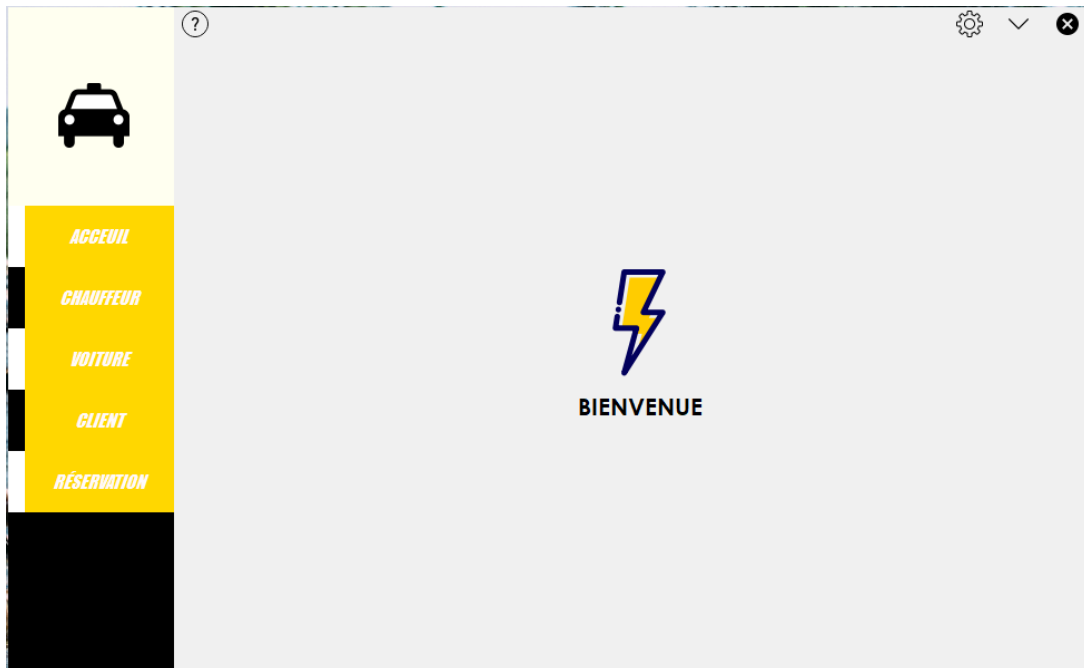 ?
ACCEUIL
CHAUFFEUR
VOITURE
CLIENT
RÉSERVATION
BIENVENUE